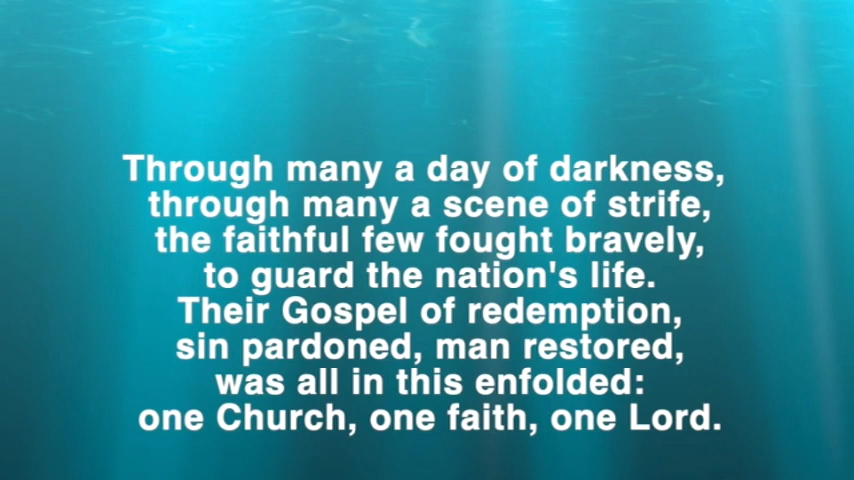 Through many a day of darkness,
through many a scene of strife,
the faithful few fought bravely,
to guard the nation's life.
Their Gospel of redemption,
sin pardoned, man restored,
was all in this enfolded:
one Church, one faith, one Lord.